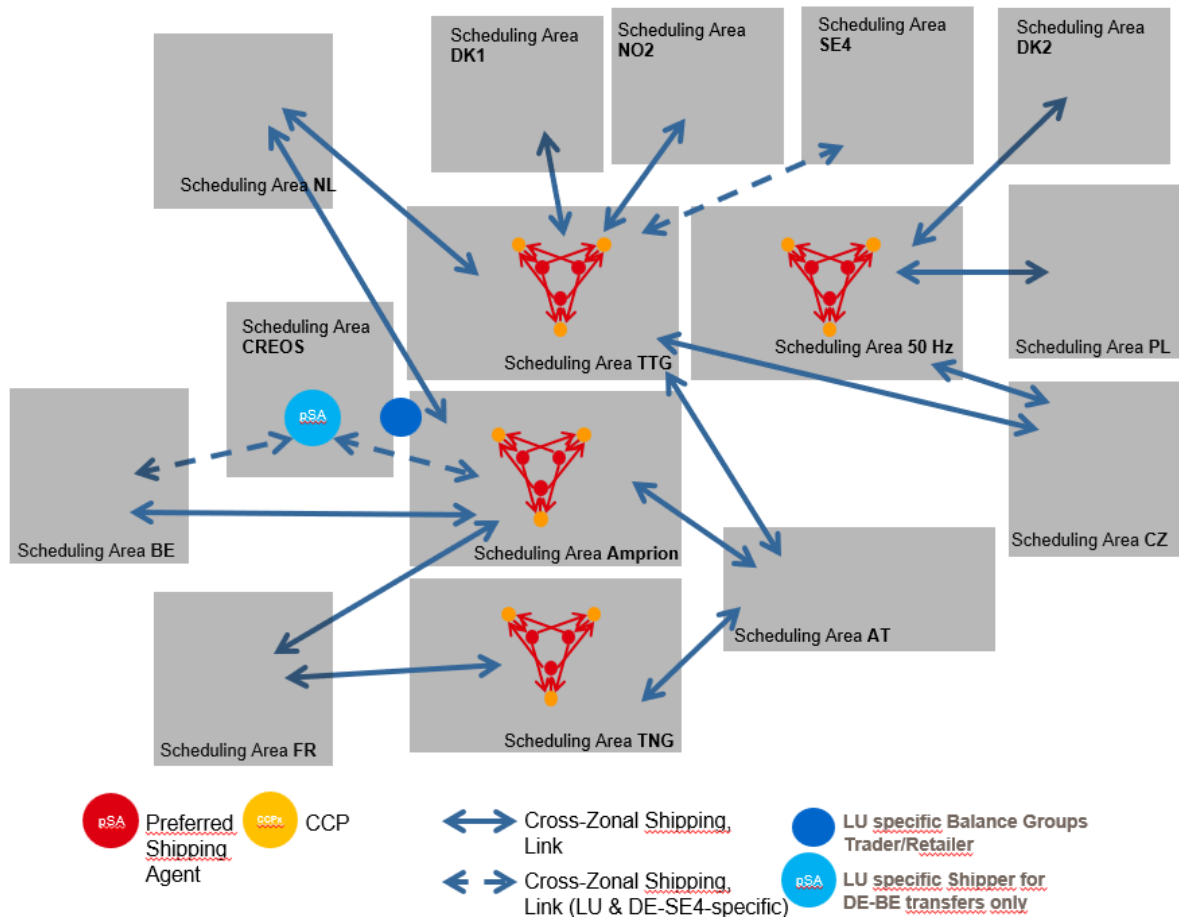 Scheduling Area
DK1
Scheduling Area
NO2
Scheduling Area
SE4
Scheduling Area
DK2
Scheduling Area NL
Scheduling Area
CREOS
Scheduling Area TTG
Scheduling Area 50 Hz
Scheduling Area PL
pSA
Scheduling Area BE
Scheduling Area Amprion
Scheduling Area CZ
Scheduling Area AT
Scheduling Area FR
Scheduling Area TNG
pSA
Preferred
Shipping
Agent
CCPs
CCP
Cross-Zonal Shipping,
Link
Cross-Zonal Shipping,
Link (LU & DE-SE4-specific)
LU specific Balance Groups
Trader/Retailer
pSA
LU specific Shipper for
DE-BE transfers only